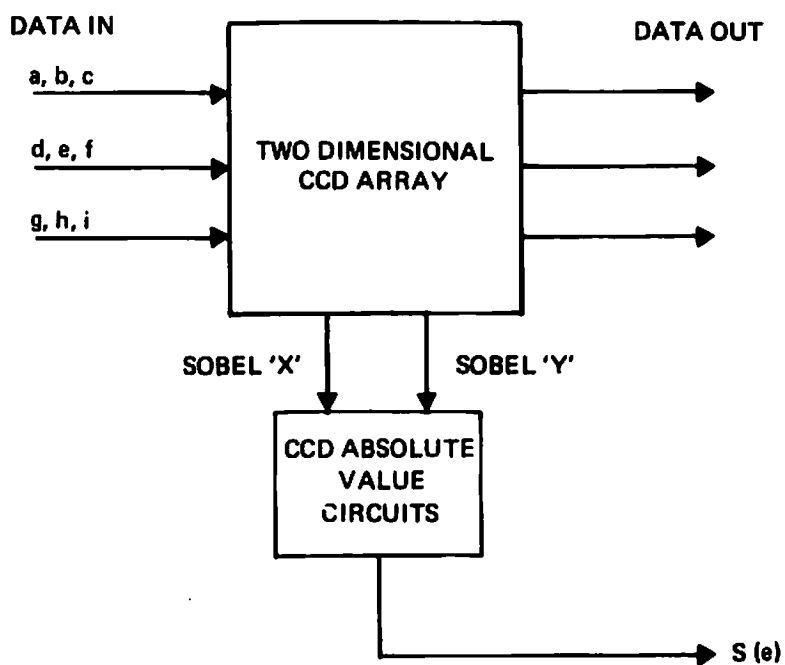 DATA IN
DATA OUT
a, b, c
d, e, f
g, h, i
TWO DIMENSIONAL
CCD ARRAY
SOBEL 'X'
SOBEL 'Y'
CCD ABSOLUTE
VALUE
CIRCUITS
S (e)